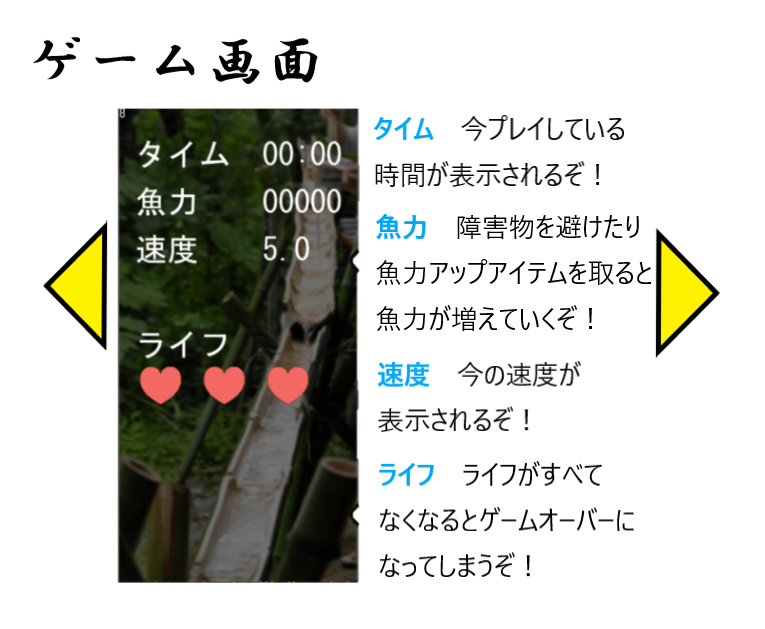 ゲーム画面
8
タイム 00:00
魚力 00000
速度 5.0
ライフ
タイム 今プレイしている
時間が表示されるぞ！
魚力 障害物を避けたり
魚力アップアイテムを取ると
魚力が増えていくぞ！
速度 今の速度が
表示されるぞ！
ライフ ライフがすべて
なくなるとゲームオーバーに
なってしまうぞ！